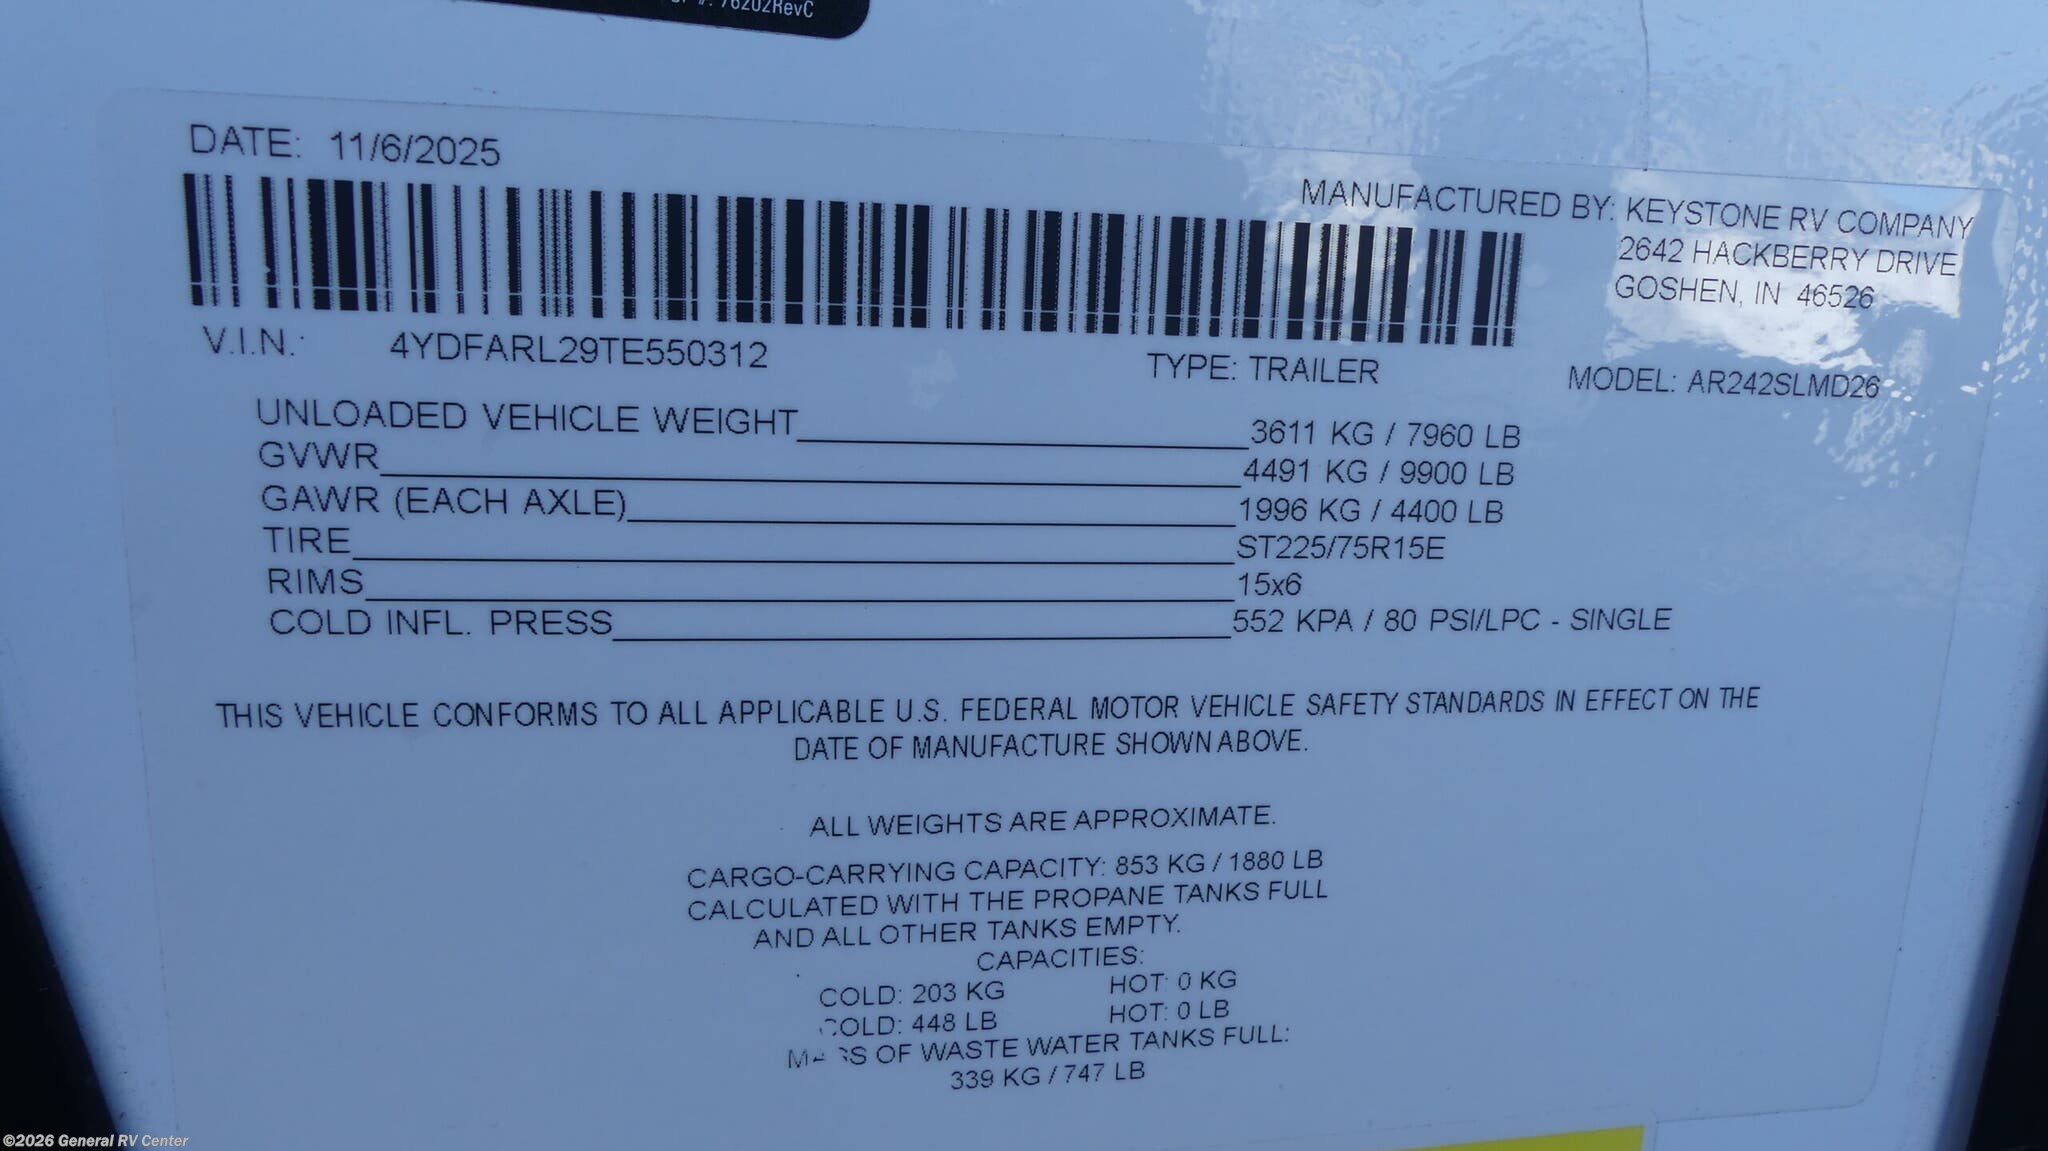 76202RevC
DATE: 11/6/2025
MANUFACTURED BY: KEYSTONE RV COMPANY
2642 HACKBERRY DRIVE
GOSHEN, IN 46526
V.I.N.: 4YDFARL29TE550312 TYPE: TRAILER MODEL: AR242SLMD26
UNLOADED VEHICLE WEIGHT 3611 KG / 7960 LB
GVWR 4491 KG / 9900 LB
GAWR (EACH AXLE) 1996 KG / 4400 LB
TIRE ST225/75R15E
RIMS 15x6
COLD INFL. PRESS 552 KPA / 80 PSI/LPC - SINGLE
THIS VEHICLE CONFORMS TO ALL APPLICABLE U.S. FEDERAL MOTOR VEHICLE SAFETY STANDARDS IN EFFECT ON THE
DATE OF MANUFACTURE SHOWN ABOVE.
ALL WEIGHTS ARE APPROXIMATE.
CARGO-CARRYING CAPACITY: 853 KG / 1880 LB
CALCULATED WITH THE PROPANE TANKS FULL
AND ALL OTHER TANKS EMPTY.
CAPACITIES:
COLD: 203 KG HOT: 0 KG
COLD: 448 LB HOT: 0 LB
MASS OF WASTE WATER TANKS FULL:
339 KG / 747 LB
©2026 General RV Center